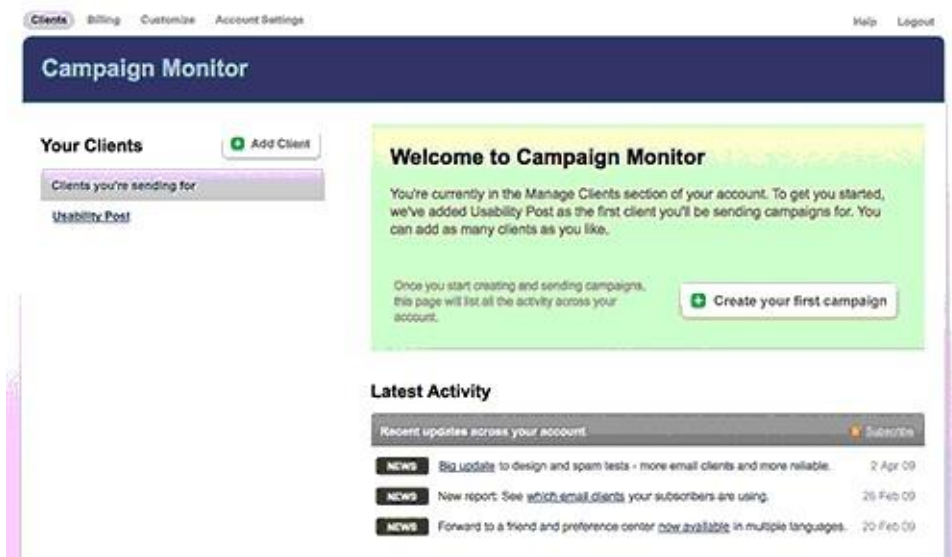 Clients Billing Customize Account Settings Help Logout
Campaign Monitor
Your Clients
Add Client
Clients you're sending for
Usability Post
Welcome to Campaign Monitor
You're currently in the Manage Clients section of your account. To get you started,
we've added Usability Post as the first client you'll be sending campaigns for. You
can add as many clients as you like.
Once you start creating and sending campaigns,
this page will list all the activity across your
account.
Create your first campaign
Latest Activity
Recent updates across your account
Subscribe
NEWS Big update to design and spam tests - more email clients and more reliable. 2 Apr 09
NEWS New report: See which email clients your subscribers are using. 26 Feb 09
NEWS Forward to a friend and preference center now available in multiple languages. 20 Feb 09